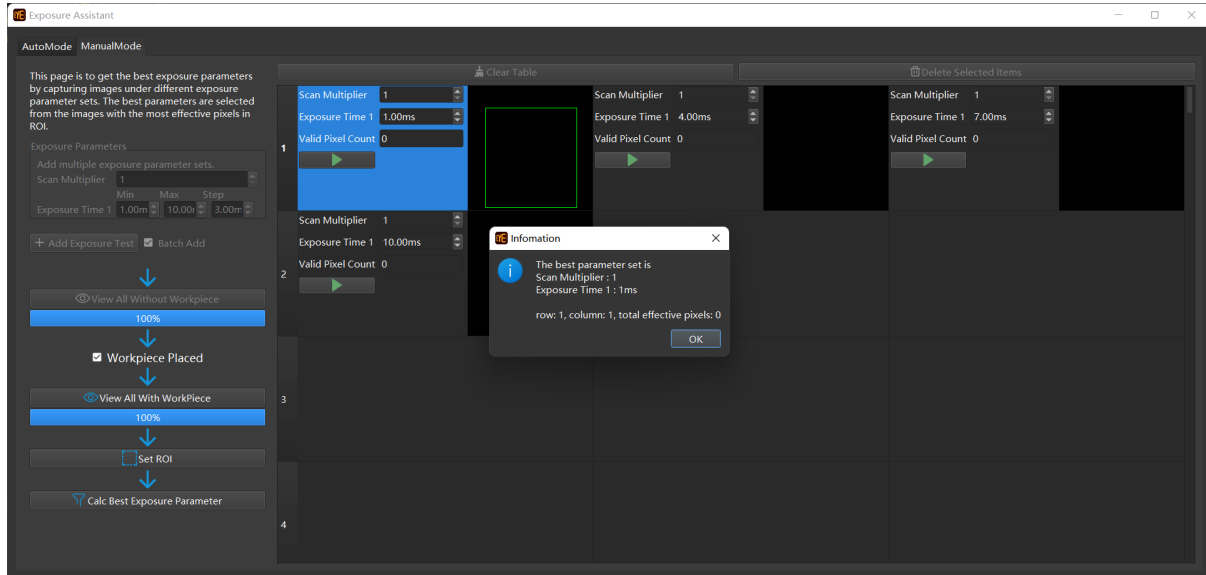 EYE Exposure Assistant
AutoMode ManualMode
This page is to get the best exposure parameters
by capturing images under different exposure
parameter sets. The best parameters are selected
from the images with the most effective pixels in
ROI.
Exposure Parameters
Add multiple exposure parameter sets.
Scan Multiplier 1
Min Max Step
Exposure Time 1 1.00m 10.00r 3.00m
+ Add Exposure Test Batch Add
View All Without Workpiece
100%
Workpiece Placed
View All With WorkPiece
100%
Set ROI
Calc Best Exposure Parameter
Clear Table Delete Selected Items
1
Scan Multiplier 1
Exposure Time 1 1.00ms
Valid Pixel Count 0
Scan Multiplier 1
Exposure Time 1 4.00ms
Valid Pixel Count 0
Scan Multiplier 1
Exposure Time 1 7.00ms
Valid Pixel Count 0
2
Scan Multiplier 1
Exposure Time 1 10.00ms
Valid Pixel Count 0
3
4
EYE Infomation
The best parameter set is
Scan Multiplier : 1
Exposure Time 1 : 1ms
row: 1, column: 1, total effective pixels: 0
OK